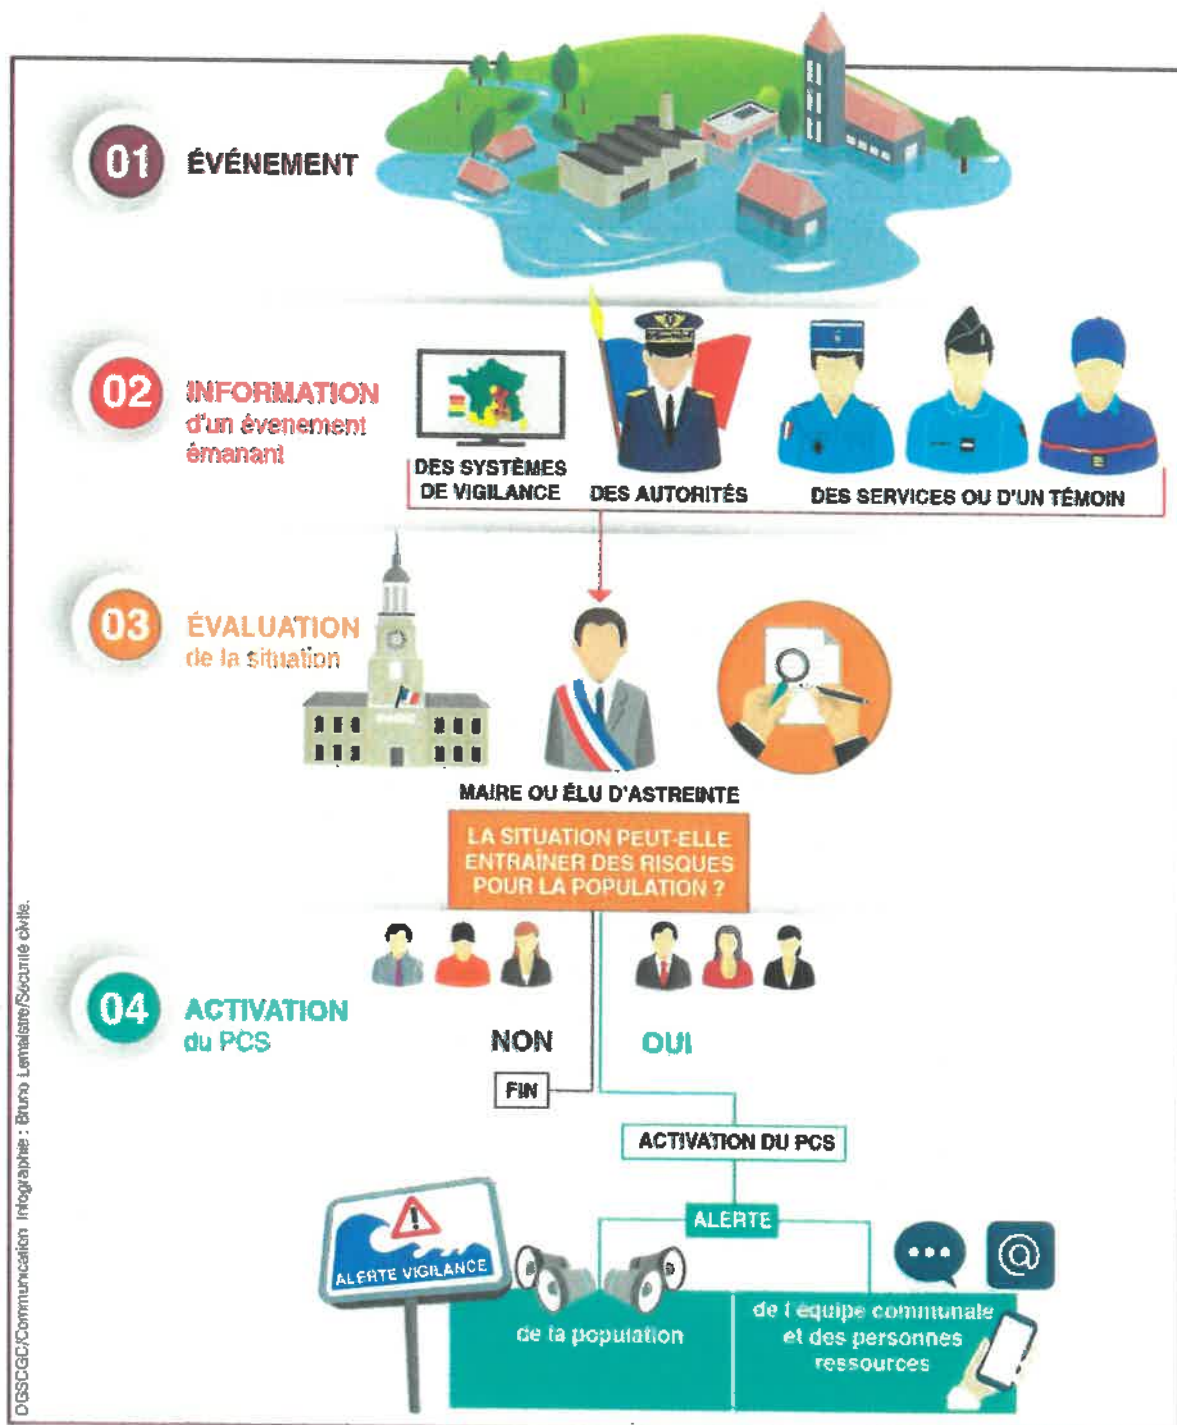 01
ÉVÉNEMENT
02
INFORMATION
d'un évenement
émanant
DES SYSTÈMES
DE VIGILANCE
DES AUTORITÉS
DES SERVICES OU D'UN TÉMOIN
03
ÉVALUATION
de la situation
MAIRE OU ÉLU D'ASTREINTE
LA SITUATION PEUT-ELLE
ENTRAÎNER DES RISQUES
POUR LA POPULATION ?
04
ACTIVATION
du PCS
NON
OUI
FIN
ACTIVATION DU PCS
ALERTE
ALERTE VIGILANCE
de la population
de l'équipe communale
et des personnes
ressources
DGSCGC/Communication Infographie : Bruno Lemaistre/Sécurité civile.